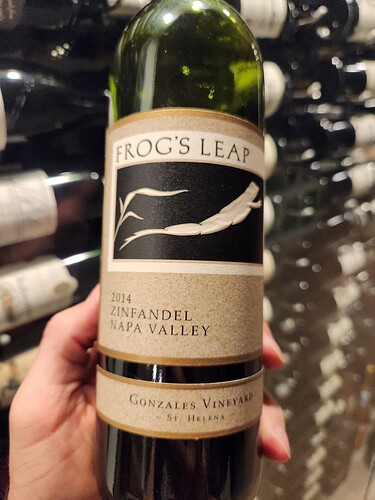 FROG'S LEAP
2014
ZINFANDEL
NAPA VALLEY
GONZALES VINEYARD
– ST. HELENA –